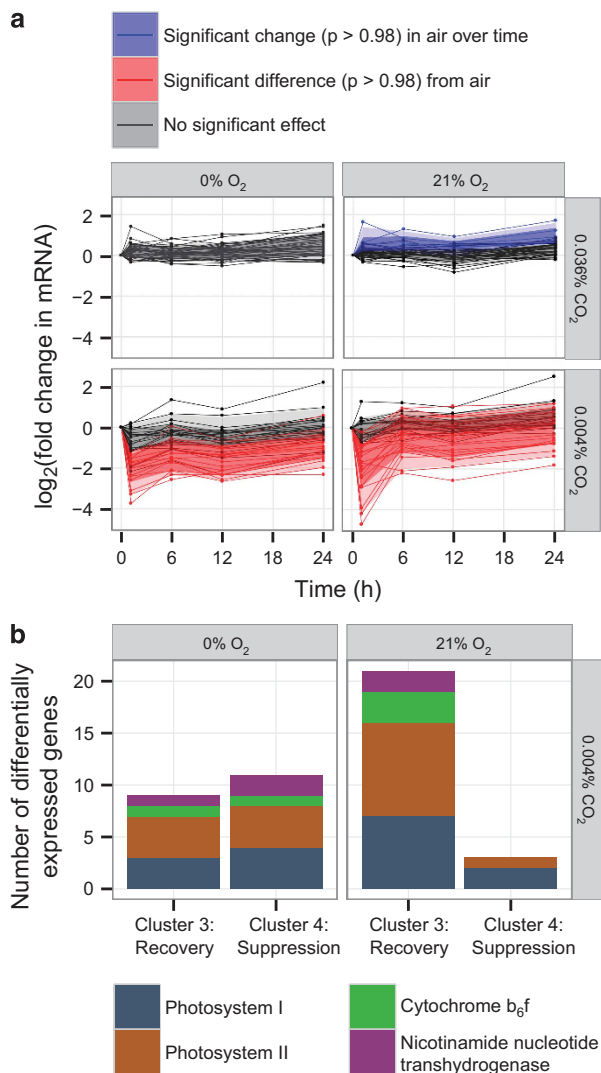 a
Significant change (p > 0.98) in air over time
Significant difference (p > 0.98) from air
No significant effect
0% O₂
21% O₂
log₂(fold change in mRNA)
2
0
−2
−4
0.036% CO₂
2
0
−2
−4
0.004% CO₂
0 6 12 24
0 6 12 24
Time (h)
b
0% O₂
21% O₂
Number of differentially
expressed genes
20
15
10
5
0
0.004% CO₂
Cluster 3:
Recovery
Cluster 4:
Suppression
Cluster 3:
Recovery
Cluster 4:
Suppression
Photosystem I
Photosystem II
Cytochrome b₆f
Nicotinamide nucleotide
transhydrogenase